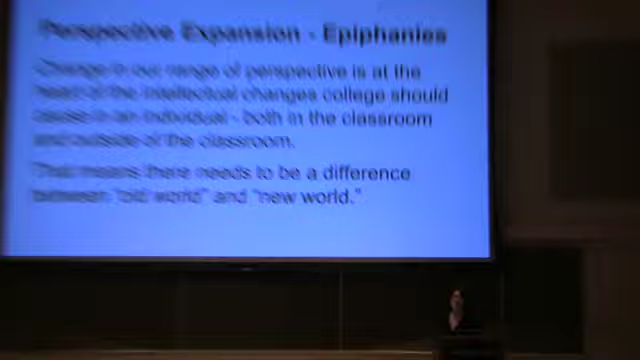 Perspective Expansion - Epiphanies
Change in our range of perspective is at the
heart of the intellectual changes college should
cause in an individual - both in the classroom
and outside of the classroom.
That means there needs to be a difference
between "old world" and "new world."